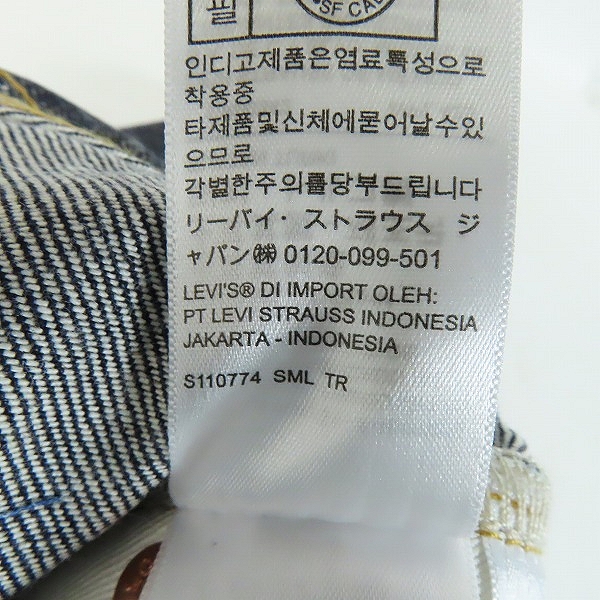 필
SF CAL
인디고제품은염료특성으로
착용중
타제품및신체에묻어날수있
으므로
각별한주의를당부드립니다
リーバイ・ストラウス ジ
ャパン㈱ 0120-099-501
LEVI'S® DI IMPORT OLEH:
PT LEVI STRAUSS INDONESIA
JAKARTA - INDONESIA
S110774 SML TR